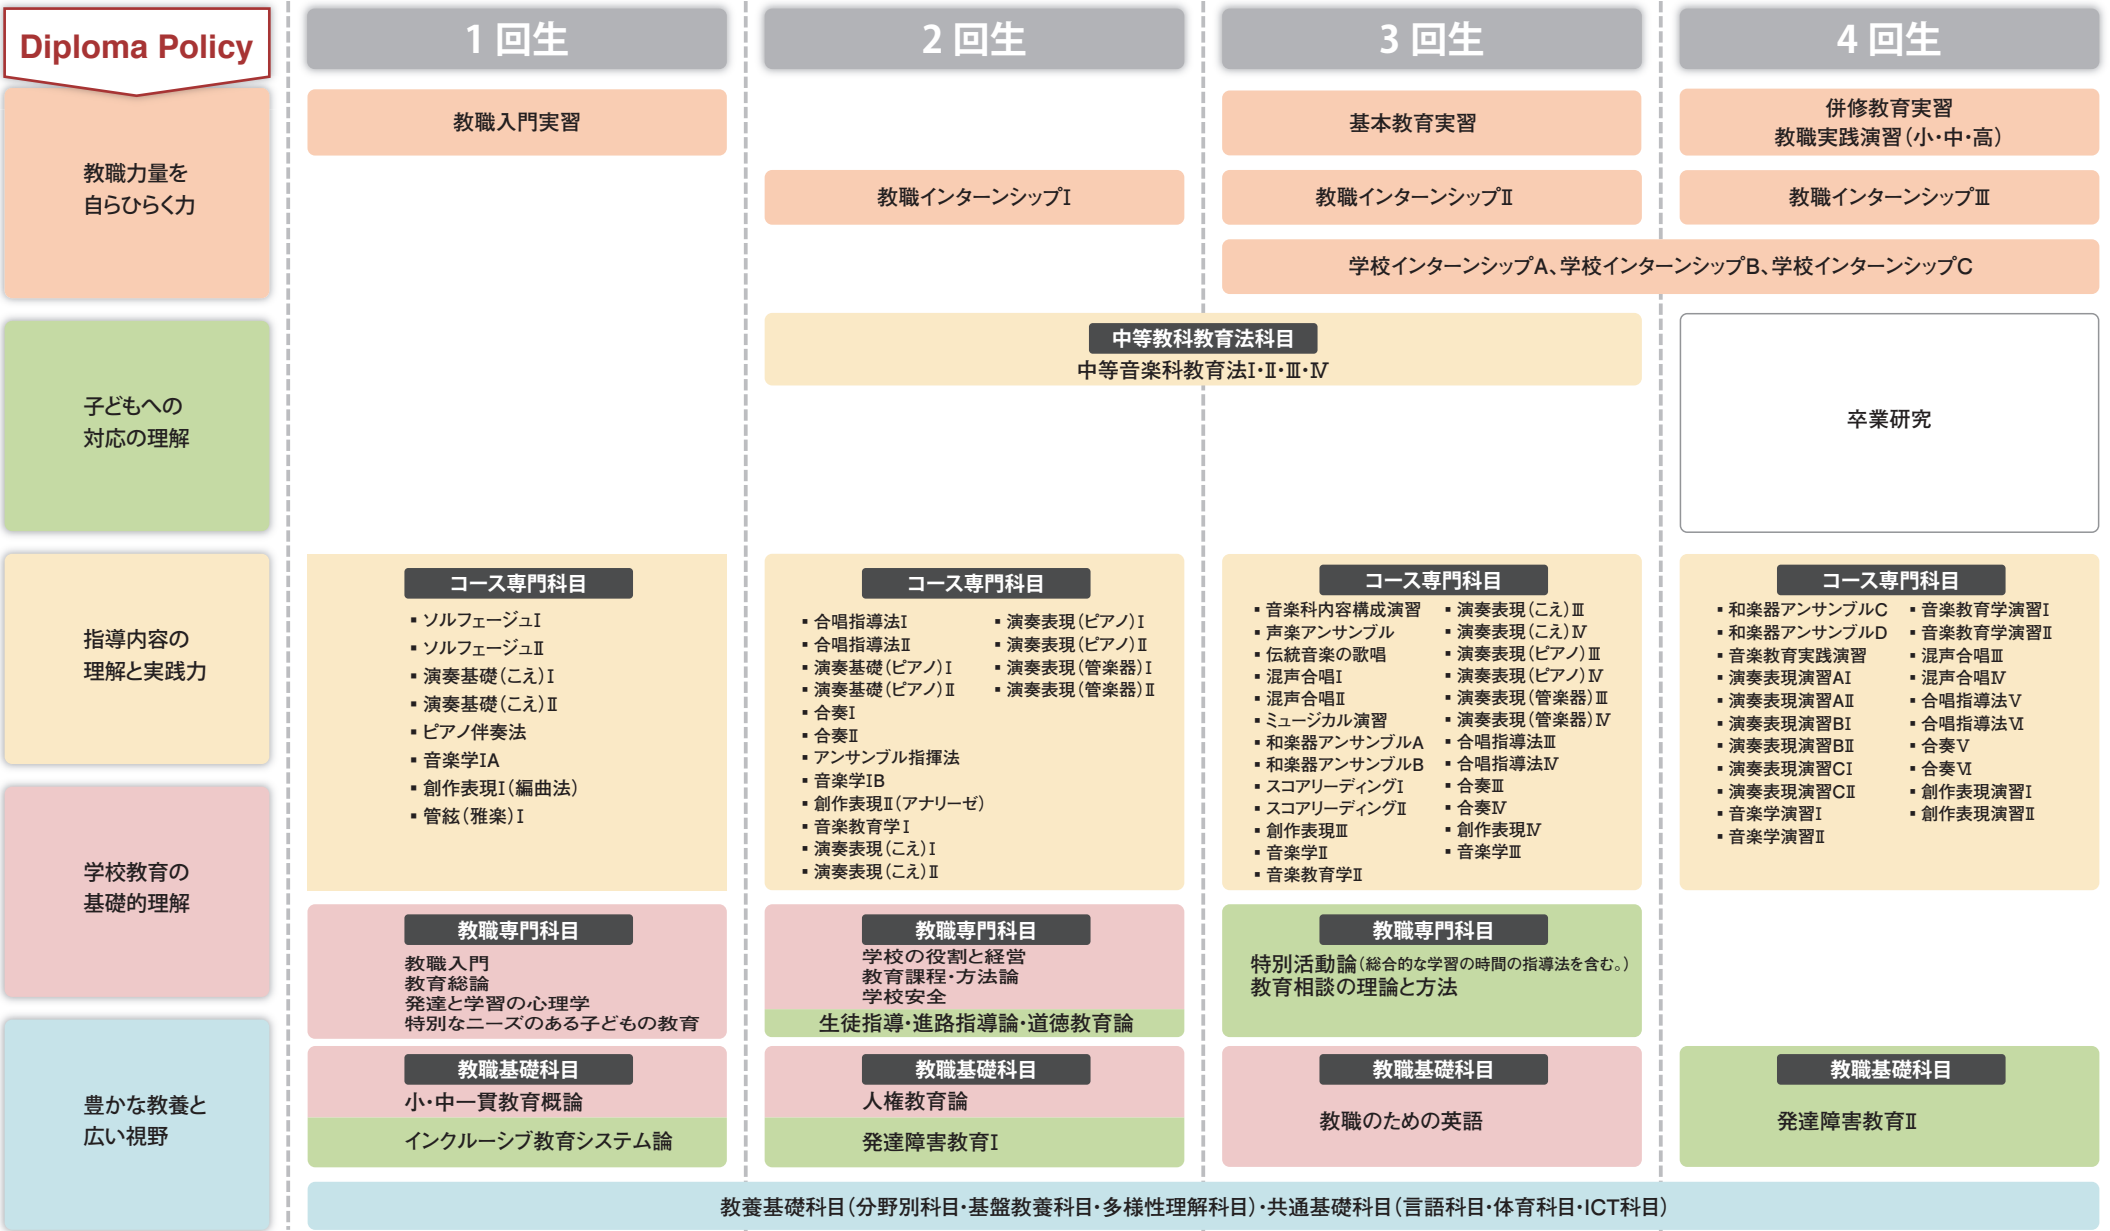 Diploma Policy
1 回生
2 回生
3 回生
4 回生
教職力量を
自らひらく力
教職入門実習
基本教育実習
併修教育実習
教職実践演習(小・中・高)
教職インターンシップⅠ
教職インターンシップⅡ
教職インターンシップⅢ
学校インターンシップA、学校インターンシップB、学校インターンシップC
子どもへの
対応の理解
中等教科教育法科目
中等音楽科教育法Ⅰ・Ⅱ・Ⅲ・Ⅳ
卒業研究
指導内容の
理解と実践力
コース専門科目
▪ ソルフェージュⅠ
▪ ソルフェージュⅡ
▪ 演奏基礎(こえ)Ⅰ
▪ 演奏基礎(こえ)Ⅱ
▪ ピアノ伴奏法
▪ 音楽学ⅠA
▪ 創作表現Ⅰ(編曲法)
▪ 管絃(雅楽)Ⅰ
コース専門科目
▪ 合唱指導法Ⅰ
▪ 合唱指導法Ⅱ
▪ 演奏基礎(ピアノ)Ⅰ
▪ 演奏基礎(ピアノ)Ⅱ
▪ 合奏Ⅰ
▪ 合奏Ⅱ
▪ アンサンブル指揮法
▪ 音楽学ⅠB
▪ 創作表現Ⅱ(アナリーゼ)
▪ 音楽教育学Ⅰ
▪ 演奏表現(こえ)Ⅰ
▪ 演奏表現(こえ)Ⅱ
▪ 演奏表現(ピアノ)Ⅰ
▪ 演奏表現(ピアノ)Ⅱ
▪ 演奏表現(管楽器)Ⅰ
▪ 演奏表現(管楽器)Ⅱ
コース専門科目
▪ 音楽科内容構成演習
▪ 声楽アンサンブル
▪ 伝統音楽の歌唱
▪ 混声合唱Ⅰ
▪ 混声合唱Ⅱ
▪ ミュージカル演習
▪ 和楽器アンサンブルA
▪ 和楽器アンサンブルB
▪ スコアリーディングⅠ
▪ スコアリーディングⅡ
▪ 創作表現Ⅲ
▪ 音楽学Ⅱ
▪ 音楽教育学Ⅱ
▪ 演奏表現(こえ)Ⅲ
▪ 演奏表現(こえ)Ⅳ
▪ 演奏表現(ピアノ)Ⅲ
▪ 演奏表現(ピアノ)Ⅳ
▪ 演奏表現(管楽器)Ⅲ
▪ 演奏表現(管楽器)Ⅳ
▪ 合唱指導法Ⅲ
▪ 合唱指導法Ⅳ
▪ 合奏Ⅲ
▪ 合奏Ⅳ
▪ 創作表現Ⅳ
▪ 音楽学Ⅲ
コース専門科目
▪ 和楽器アンサンブルC
▪ 和楽器アンサンブルD
▪ 音楽教育実践演習
▪ 演奏表現演習AⅠ
▪ 演奏表現演習AⅡ
▪ 演奏表現演習BⅠ
▪ 演奏表現演習BⅡ
▪ 演奏表現演習CⅠ
▪ 演奏表現演習CⅡ
▪ 音楽学演習Ⅰ
▪ 音楽学演習Ⅱ
▪ 音楽教育学演習Ⅰ
▪ 音楽教育学演習Ⅱ
▪ 混声合唱Ⅲ
▪ 混声合唱Ⅳ
▪ 合唱指導法Ⅴ
▪ 合唱指導法Ⅵ
▪ 合奏Ⅴ
▪ 合奏Ⅵ
▪ 創作表現演習Ⅰ
▪ 創作表現演習Ⅱ
学校教育の
基礎的理解
教職専門科目
教職入門
教育総論
発達と学習の心理学
特別なニーズのある子どもの教育
教職専門科目
学校の役割と経営
教育課程・方法論
学校安全
生徒指導・進路指導論・道徳教育論
教職専門科目
特別活動論(総合的な学習の時間の指導法を含む。)
教育相談の理論と方法
豊かな教養と
広い視野
教職基礎科目
小・中一貫教育概論
インクルーシブ教育システム論
教職基礎科目
人権教育論
発達障害教育Ⅰ
教職基礎科目
教職のための英語
教職基礎科目
発達障害教育Ⅱ
教養基礎科目(分野別科目・基盤教養科目・多様性理解科目)・共通基礎科目(言語科目・体育科目・ICT科目)